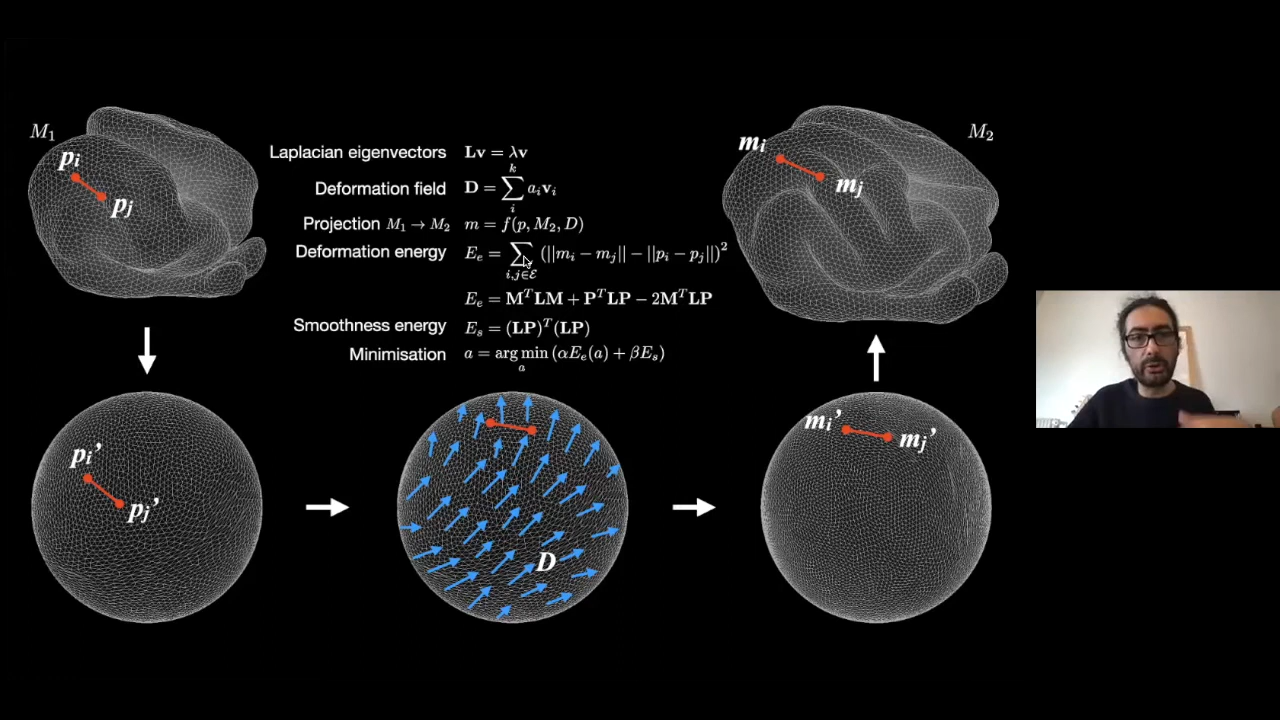 M₁
pᵢ
pⱼ
Laplacian eigenvectors Lv = λv
Deformation field D = ∑ᵢᵏ aᵢvᵢ
Projection M₁ → M₂ m = f(p, M₂, D)
Deformation energy Eₑ = ∑_{i,j∈ℰ} (||mᵢ − mⱼ|| − ||pᵢ − pⱼ||)²
Eₑ = MᵀLM + PᵀLP − 2MᵀLP
Smoothness energy Eₛ = (LP)ᵀ(LP)
Minimisation a = arg minₐ (αEₑ(a) + βEₛ)
mᵢ
mⱼ
M₂
pᵢ'
pⱼ'
D
mᵢ'
mⱼ'